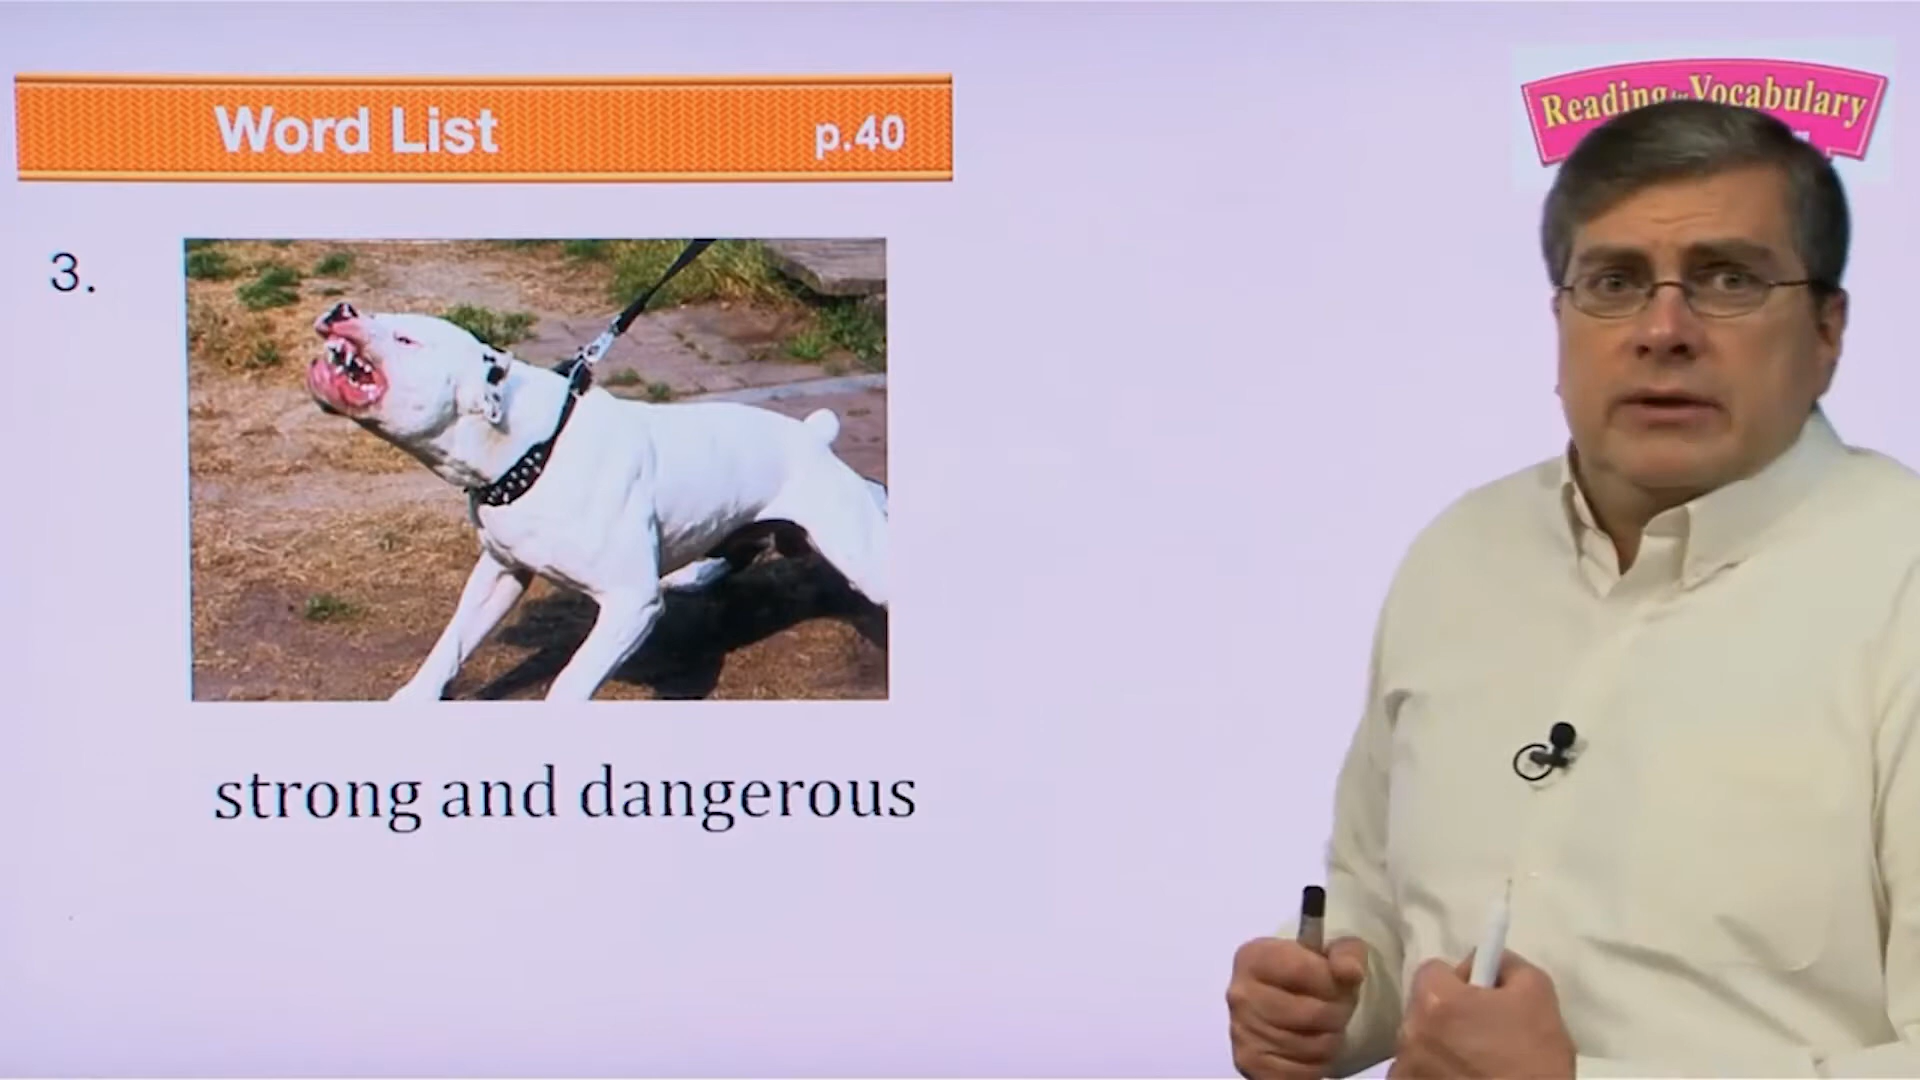 Word List p.40
Reading Vocabulary
3.
strong and dangerous